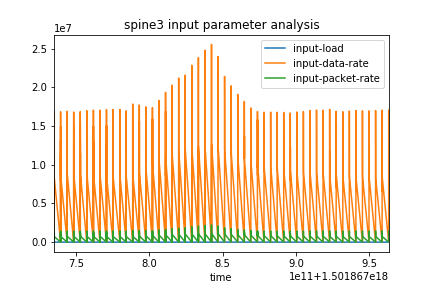 spine3 input parameter analysis
1e7
input-load
input-data-rate
input-packet-rate
2.5
2.0
1.5
1.0
0.5
0.0
7.5 8.0 8.5 9.0 9.5
time
1e11+1.501867e18